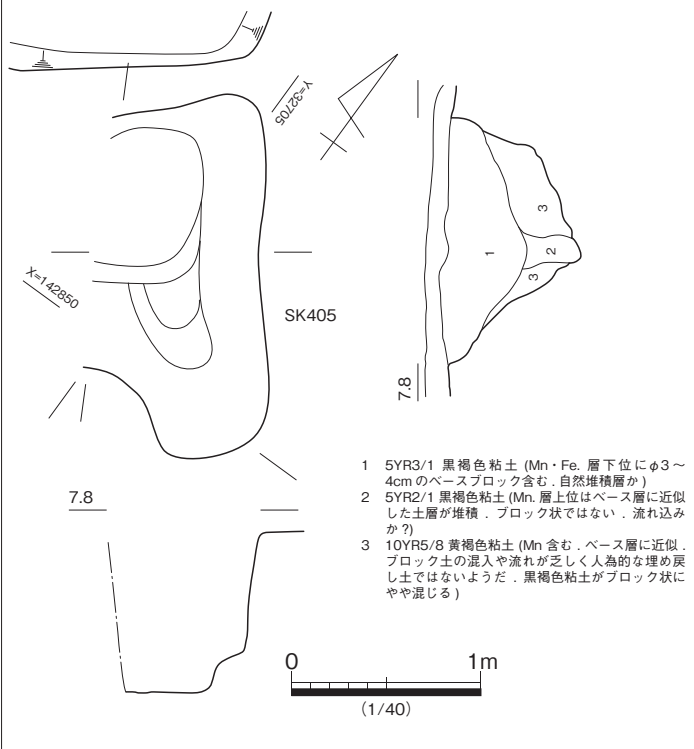 Y=32705
X=142850
SK405
3
1
2
3
7.8
7.8
1 5YR3/1 黒褐色粘土 (Mn・Fe. 層下位にφ3～
4cm のベースブロック含む . 自然堆積層か )
2 5YR2/1 黒褐色粘土 (Mn. 層上位はベース層に近似
した土層が堆積 . ブロック状ではない . 流れ込み
か ?)
3 10YR5/8 黄褐色粘土 (Mn 含む . ベース層に近似 .
ブロック土の混入や流れが乏しく人為的な埋め戻
し土ではないようだ . 黒褐色粘土がブロック状に
やや混じる )
0 1m
(1/40)